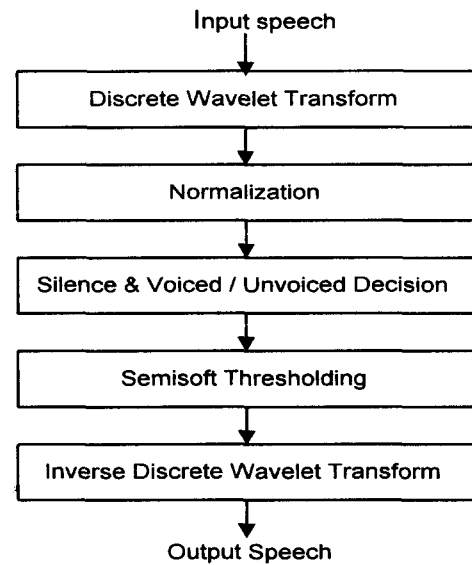 Input speech
Discrete Wavelet Transform
Normalization
Silence & Voiced / Unvoiced Decision
Semisoft Thresholding
Inverse Discrete Wavelet Transform
Output Speech